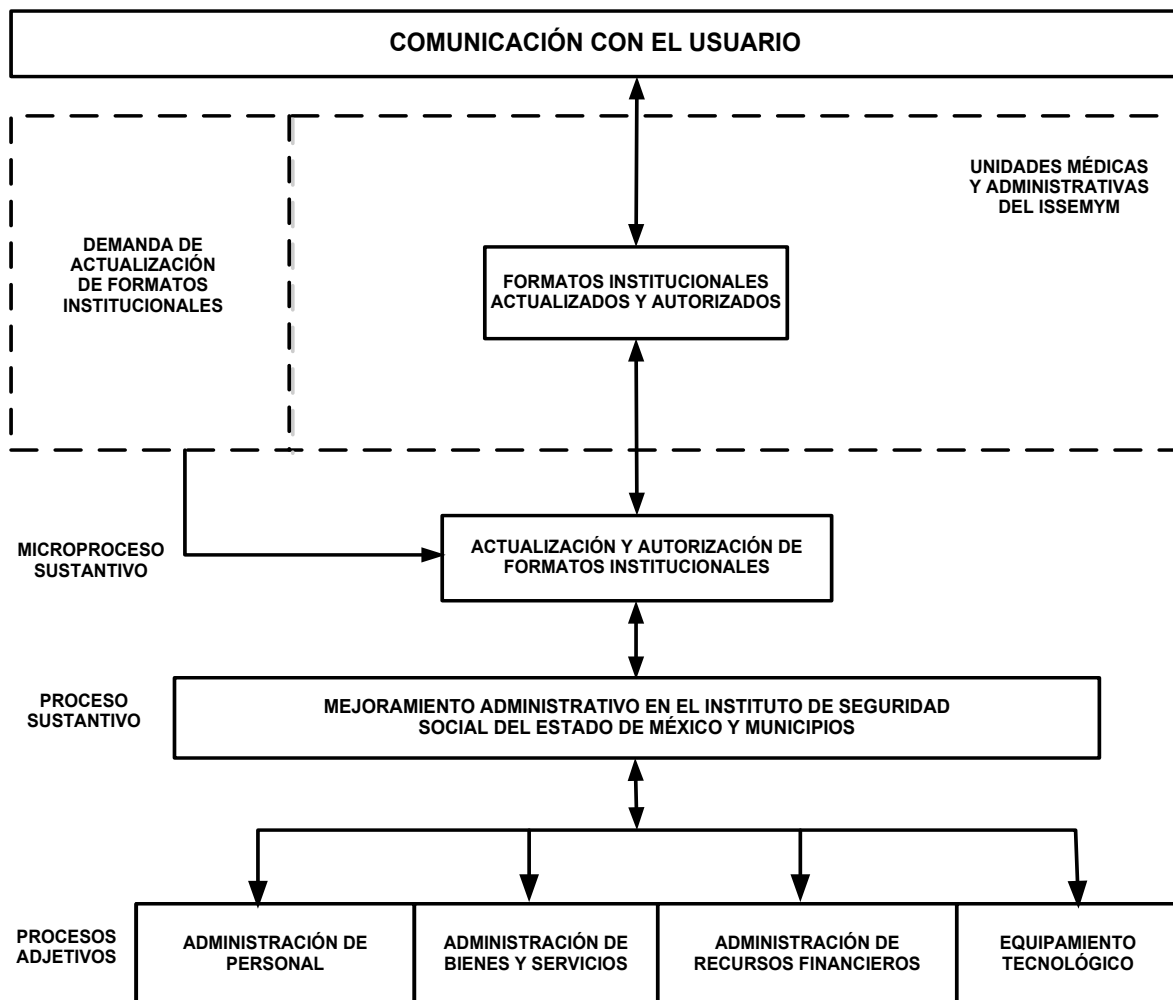 COMUNICACIÓN CON EL USUARIO
UNIDADES MÉDICAS
Y ADMINISTRATIVAS
DEL ISSEMYM
DEMANDA DE
ACTUALIZACIÓN
DE FORMATOS
INSTITUCIONALES
FORMATOS INSTITUCIONALES
ACTUALIZADOS Y AUTORIZADOS
MICROPROCESO
SUSTANTIVO
ACTUALIZACIÓN Y AUTORIZACIÓN DE
FORMATOS INSTITUCIONALES
PROCESO
SUSTANTIVO
MEJORAMIENTO ADMINISTRATIVO EN EL INSTITUTO DE SEGURIDAD
SOCIAL DEL ESTADO DE MÉXICO Y MUNICIPIOS
PROCESOS
ADJETIVOS
ADMINISTRACIÓN DE
PERSONAL
ADMINISTRACIÓN DE
BIENES Y SERVICIOS
ADMINISTRACIÓN DE
RECURSOS FINANCIEROS
EQUIPAMIENTO
TECNOLÓGICO